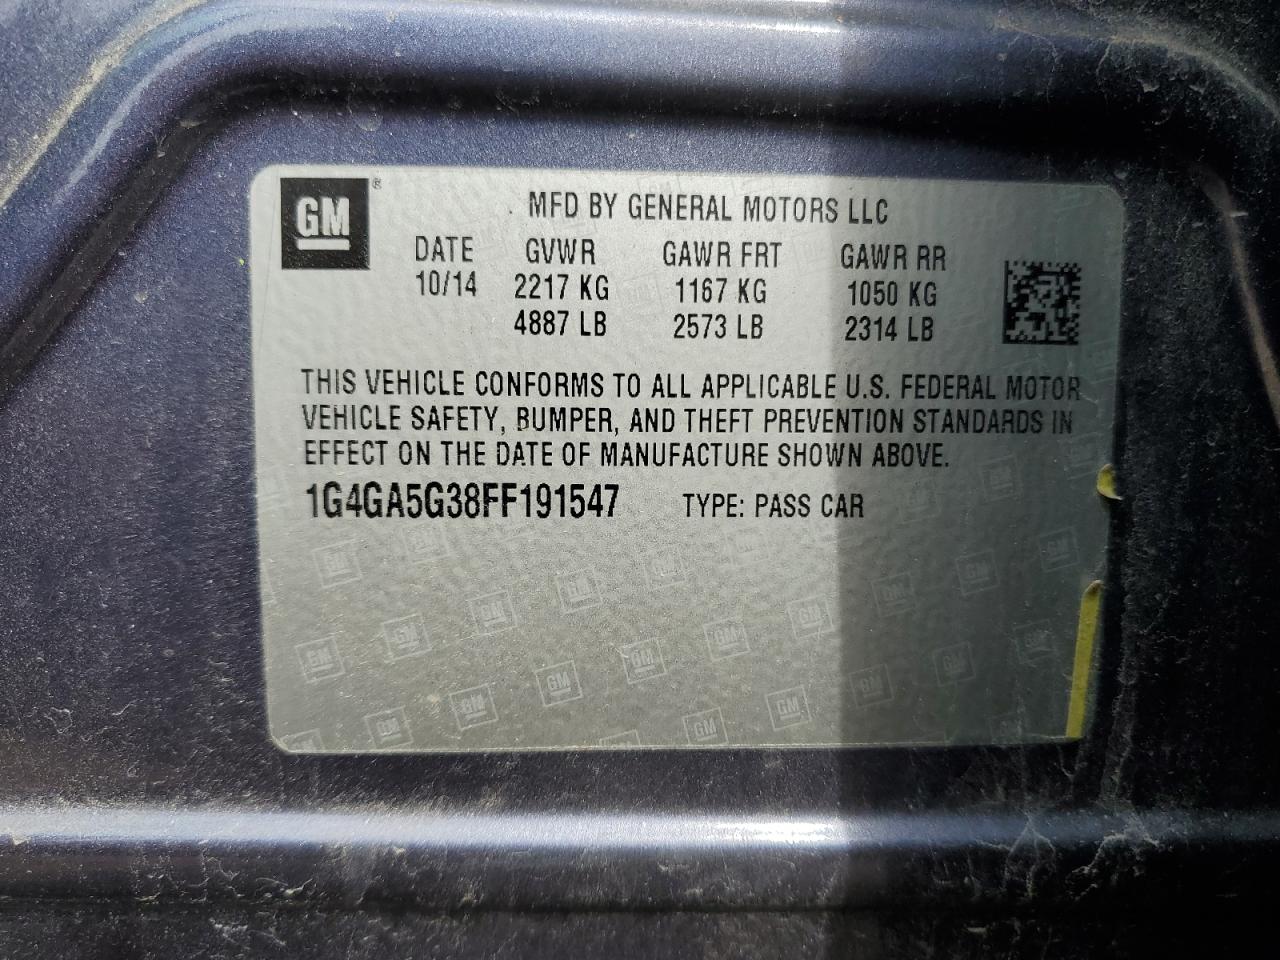 GM ®
MFD BY GENERAL MOTORS LLC
DATE GVWR GAWR FRT GAWR RR
10/14 2217 KG 1167 KG 1050 KG
4887 LB 2573 LB 2314 LB
THIS VEHICLE CONFORMS TO ALL APPLICABLE U.S. FEDERAL MOTOR
VEHICLE SAFETY, BUMPER, AND THEFT PREVENTION STANDARDS IN
EFFECT ON THE DATE OF MANUFACTURE SHOWN ABOVE.
1G4GA5G38FF191547 TYPE: PASS CAR